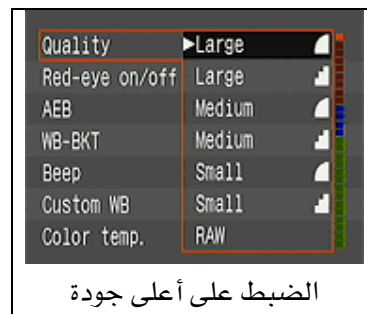 Quality ▶Large
Red-eye on/off Large
AEB Medium
WB-BKT Medium
Beep Small
Custom WB Small
Color temp. RAW
الضبط على أعلى جودة